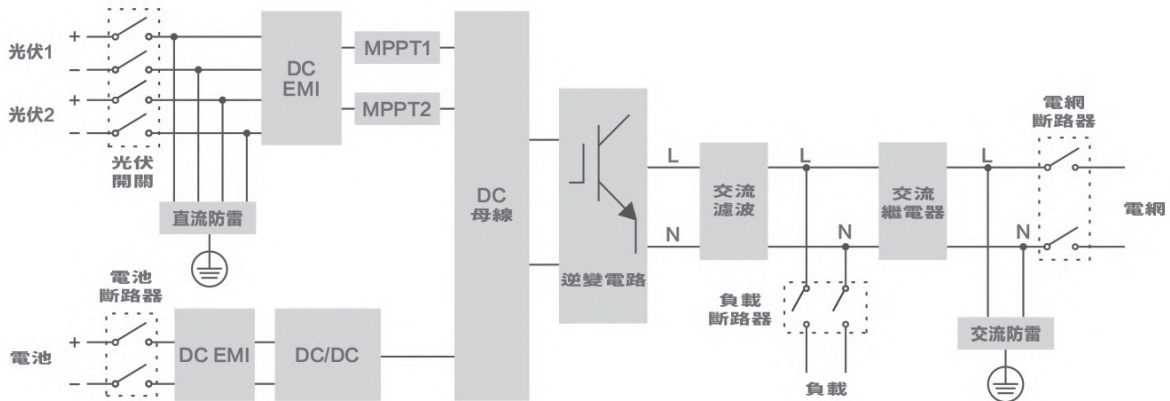 光伏1
+
−
光伏2
+
−
光伏
開關
直流防雷
DC
EMI
MPPT1
MPPT2
電池
斷路器
電池
+
−
DC EMI
DC/DC
DC
母線
逆變電路
L
N
交流
濾波
L
N
負載
斷路器
負載
交流
繼電器
L
N
交流防雷
電網
斷路器
電網